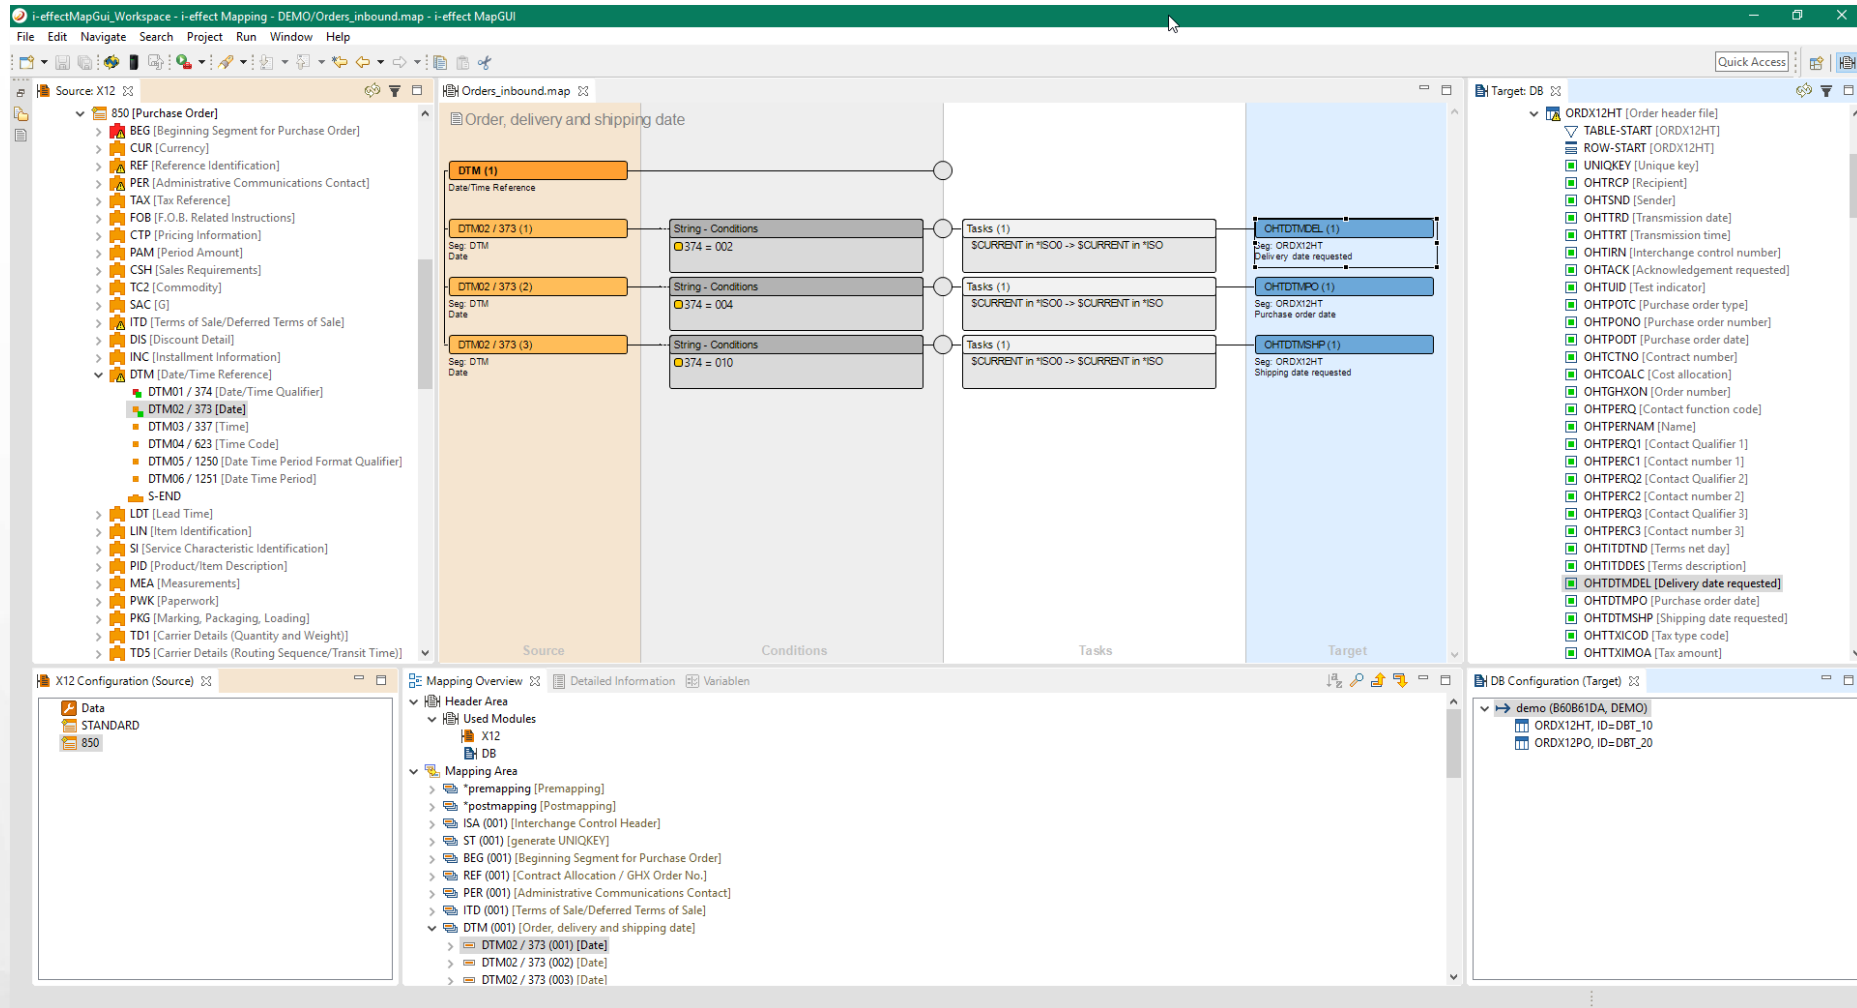 i-effectMapGui_Workspace - i-effect Mapping - DEMO/Orders_inbound.map - i-effect MapGUI
File Edit Navigate Search Project Run Window Help
Quick Access
Source: X12
850 [Purchase Order]
BEG [Beginning Segment for Purchase Order]
CUR [Currency]
REF [Reference Identification]
PER [Administrative Communications Contact]
TAX [Tax Reference]
FOB [F.O.B. Related Instructions]
CTP [Pricing Information]
PAM [Period Amount]
CSH [Sales Requirements]
TC2 [Commodity]
SAC [G]
ITD [Terms of Sale/Deferred Terms of Sale]
DIS [Discount Detail]
INC [Installment Information]
DTM [Date/Time Reference]
DTM01 / 374 [Date/Time Qualifier]
DTM02 / 373 [Date]
DTM03 / 337 [Time]
DTM04 / 623 [Time Code]
DTM05 / 1250 [Date Time Period Format Qualifier]
DTM06 / 1251 [Date Time Period]
S-END
LDT [Lead Time]
LIN [Item Identification]
SI [Service Characteristic Identification]
PID [Product/Item Description]
MEA [Measurements]
PWK [Paperwork]
PKG [Marking, Packaging, Loading]
TD1 [Carrier Details (Quantity and Weight)]
TD5 [Carrier Details (Routing Sequence/Transit Time)]
Orders_inbound.map
Order, delivery and shipping date
DTM (1)
Date/Time Reference
DTM02 / 373 (1)
Seg: DTM
Date
String - Conditions
374 = 002
Tasks (1)
$CURRENT in *ISO0 -> $CURRENT in *ISO
OHTDTMDEL (1)
Seg: ORDX12HT
Delivery date requested
DTM02 / 373 (2)
Seg: DTM
Date
String - Conditions
374 = 004
Tasks (1)
$CURRENT in *ISO0 -> $CURRENT in *ISO
OHTDTMPO (1)
Seg: ORDX12HT
Purchase order date
DTM02 / 373 (3)
Seg: DTM
Date
String - Conditions
374 = 010
Tasks (1)
$CURRENT in *ISO0 -> $CURRENT in *ISO
OHTDTMSHP (1)
Seg: ORDX12HT
Shipping date requested
Source Conditions Tasks Target
Target: DB
ORDX12HT [Order header file]
TABLE-START [ORDX12HT]
ROW-START [ORDX12HT]
UNIQKEY [Unique key]
OHTRCP [Recipient]
OHTSND [Sender]
OHTTRD [Transmission date]
OHTTRT [Transmission time]
OHTIRN [Interchange control number]
OHTACK [Acknowledgement requested]
OHTUID [Test indicator]
OHTPOTC [Purchase order type]
OHTPONO [Purchase order number]
OHTPODT [Purchase order date]
OHTCTNO [Contract number]
OHTCOALC [Cost allocation]
OHTGHXON [Order number]
OHTPERQ [Contact function code]
OHTPERNAM [Name]
OHTPERQ1 [Contact Qualifier 1]
OHTPERC1 [Contact number 1]
OHTPERQ2 [Contact Qualifier 2]
OHTPERC2 [Contact number 2]
OHTPERQ3 [Contact Qualifier 3]
OHTPERC3 [Contact number 3]
OHTITDTND [Terms net day]
OHTITDDES [Terms description]
OHTDTMDEL [Delivery date requested]
OHTDTMPO [Purchase order date]
OHTDTMSHP [Shipping date requested]
OHTTXICOD [Tax type code]
OHTTXIMOA [Tax amount]
X12 Configuration (Source)
Data
STANDARD
850
Mapping Overview Detailed Information Variablen
Header Area
Used Modules
X12
DB
Mapping Area
*premapping [Premapping]
*postmapping [Postmapping]
ISA (001) [Interchange Control Header]
ST (001) [generate UNIQKEY]
BEG (001) [Beginning Segment for Purchase Order]
REF (001) [Contract Allocation / GHX Order No.]
PER (001) [Administrative Communications Contact]
ITD (001) [Terms of Sale/Deferred Terms of Sale]
DTM (001) [Order, delivery and shipping date]
DTM02 / 373 (001) [Date]
DTM02 / 373 (002) [Date]
DTM02 / 373 (003) [Date]
DB Configuration (Target)
demo (B60B61DA, DEMO)
ORDX12HT, ID=DBT_10
ORDX12PO, ID=DBT_20